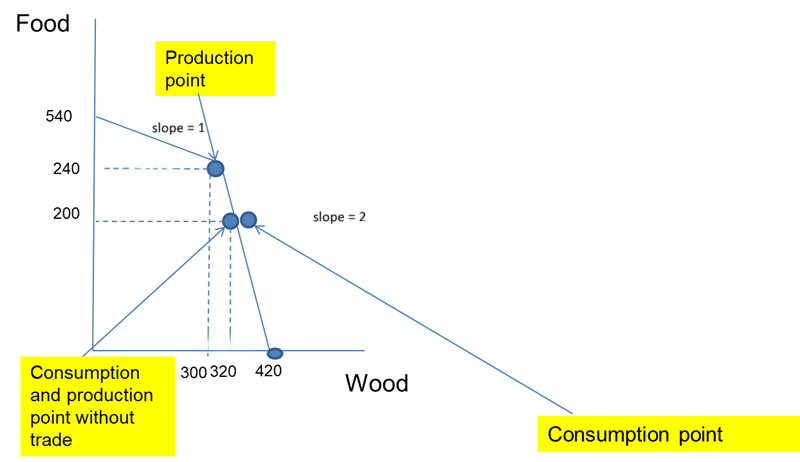 Food
Production
point
540
slope = 1
240
200
slope = 2
300 320 420
Wood
Consumption
and production
point without
trade
Consumption point